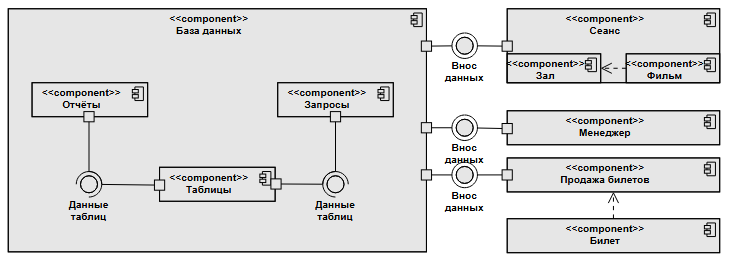 <<component>>
База данных
<<component>>
Отчёты
<<component>>
Запросы
<<component>>
Таблицы
Данные
таблиц
Данные
таблиц
Внос
данных
<<component>>
Сеанс
<<component>>
Зал
<<component>>
Фильм
Внос
данных
<<component>>
Менеджер
Внос
данных
<<component>>
Продажа билетов
<<component>>
Билет